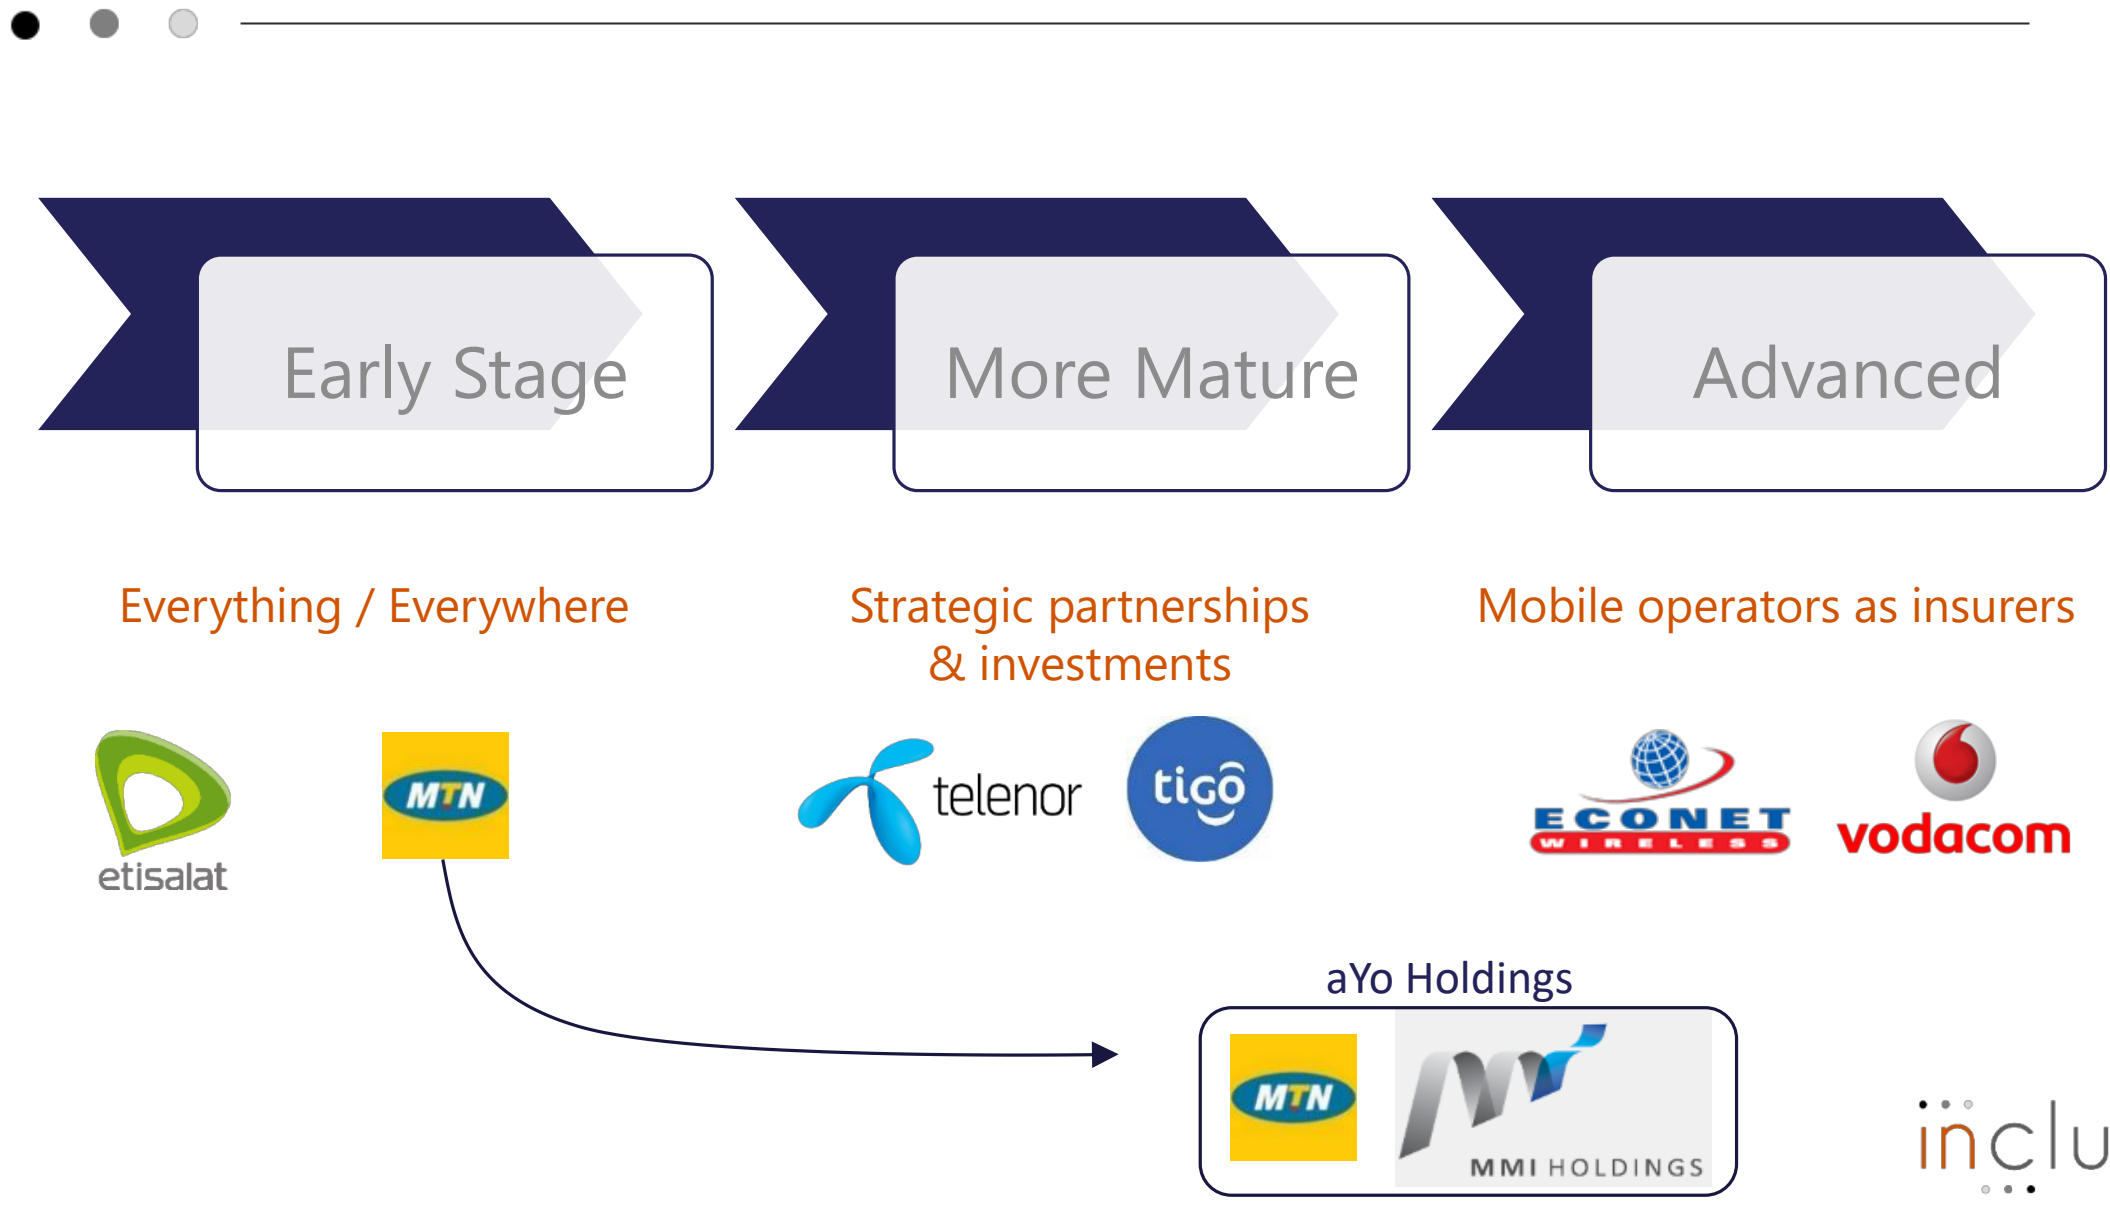 Early Stage
More Mature
Advanced
Everything / Everywhere
Strategic partnerships
& investments
Mobile operators as insurers
etisalat
MTN
telenor
tigo
ECONET
WIRELESS
vodacom
aYo Holdings
MTN
MMI HOLDINGS
inclu